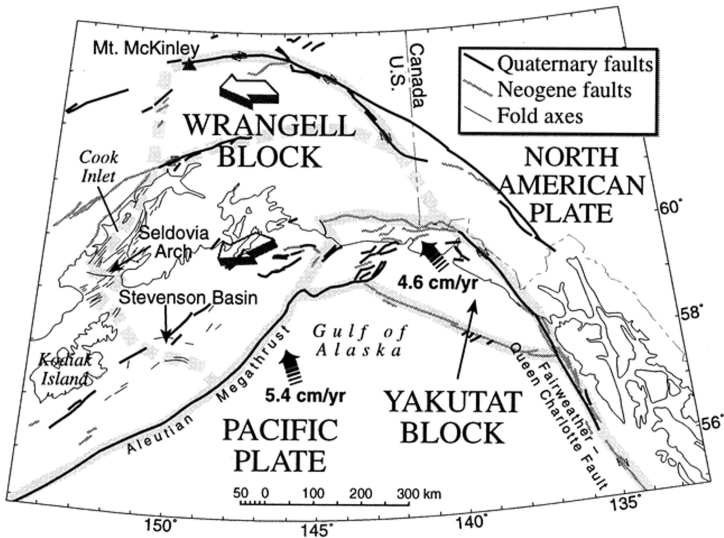 Mt. McKinley
Canada
U.S.
Quaternary faults
Neogene faults
Fold axes
WRANGELL
BLOCK
Cook
Inlet
NORTH
AMERICAN
PLATE
60°
Seldovia
Arch
4.6 cm/yr
Stevenson Basin
58°
Gulf of
Alaska
Kodiak
Island
Aleutian Megathrust
5.4 cm/yr
YAKUTAT
BLOCK
Fairweather –
Queen Charlotte Fault
PACIFIC
PLATE
56°
50 0 100 200 300 km
150°
145°
140°
135°